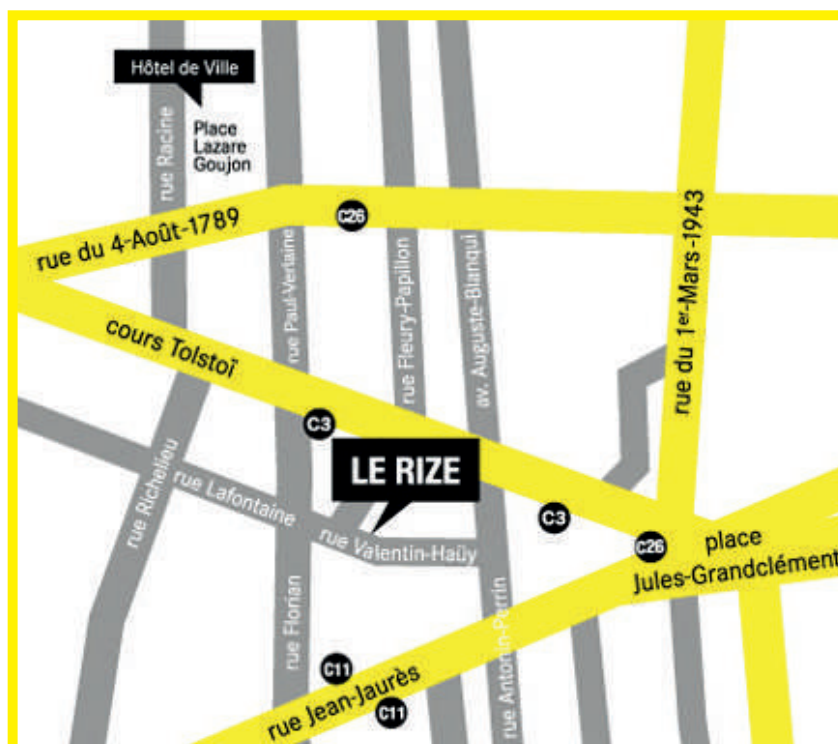 Hôtel de Ville
Place
Lazare
Goujon
rue Racine
rue du 4-Août-1789
C26
rue Paul-Verlaine
rue Fleury-Papillon
av. Auguste-Blanqui
rue du 1er-Mars-1943
cours Tolstoï
C3
LE RIZE
rue Richelieu
rue Lafontaine
rue Valentin-Haüy
C3
C26
place
Jules-Grandclément
rue Florian
rue Antonin-Perrin
C11
rue Jean-Jaurès
C11